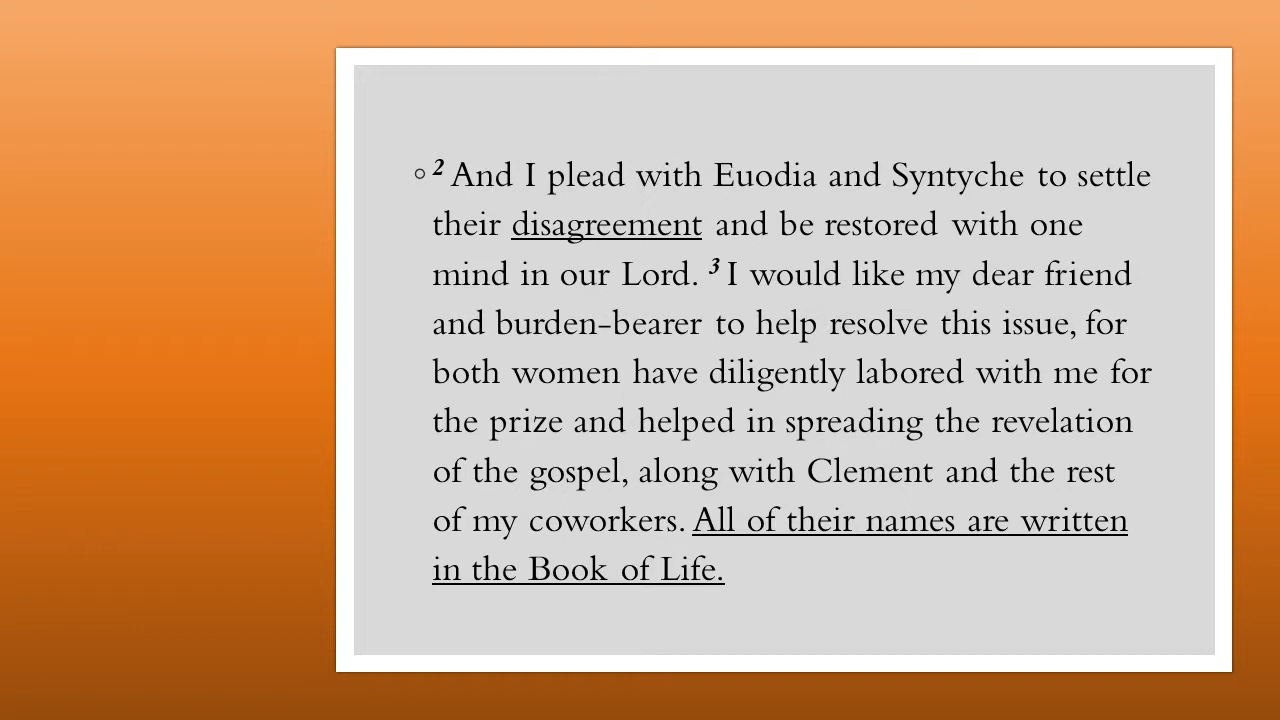 ◦ 2 And I plead with Euodia and Syntyche to settle
their disagreement and be restored with one
mind in our Lord. 3 I would like my dear friend
and burden-bearer to help resolve this issue, for
both women have diligently labored with me for
the prize and helped in spreading the revelation
of the gospel, along with Clement and the rest
of my coworkers. All of their names are written
in the Book of Life.